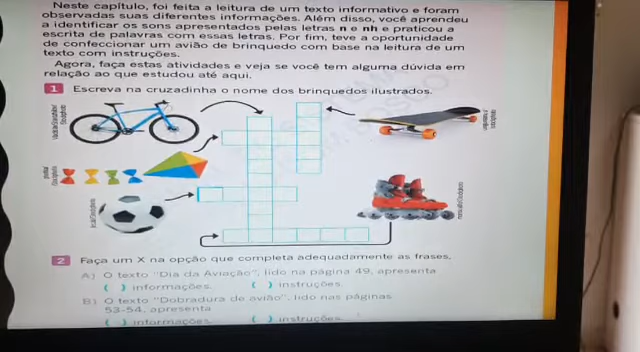 Neste capítulo, foi feita a leitura de um texto informativo e foram
observadas suas diferentes informações. Além disso, você aprendeu
a identificar os sons apresentados pelas letras n e nh e praticou a
escrita de palavras com essas letras. Por fim, teve a oportunidade
de confeccionar um avião de brinquedo com base na leitura de um
texto com instruções.
Agora, faça estas atividades e veja se você tem alguma dúvida em
relação ao que estudou até aqui.
1 Escreva na cruzadinha o nome dos brinquedos ilustrados.
2 Faça um X na opção que completa adequadamente as frases.
A) O texto "Dia da Aviação", lido na página 49, apresenta
( ) informações. ( ) instruções.
B) O texto "Dobradura de avião", lido nas páginas
53-54, apresenta
( ) informações. ( ) instruções.